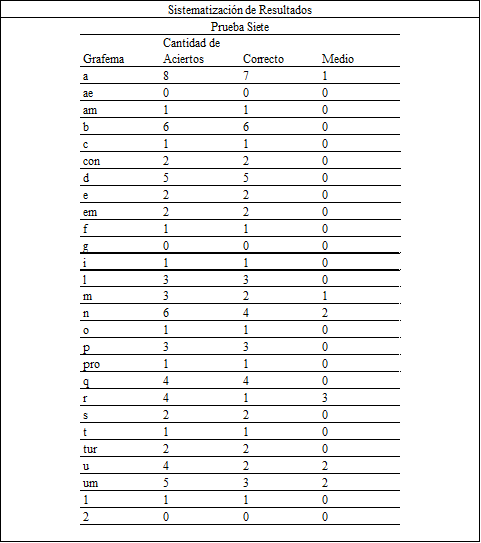 Sistematización de Resultados
Prueba Siete
Grafema Cantidad de Aciertos Correcto Medio
a 8 7 1
ae 0 0 0
am 1 1 0
b 6 6 0
c 1 1 0
con 2 2 0
d 5 5 0
e 2 2 0
em 2 2 0
f 1 1 0
g 0 0 0
i 1 1 0
l 3 3 0
m 3 2 1
n 6 4 2
o 1 1 0
p 3 3 0
pro 1 1 0
q 4 4 0
r 4 1 3
s 2 2 0
t 1 1 0
tur 2 2 0
u 4 2 2
um 5 3 2
1 1 1 0
2 0 0 0